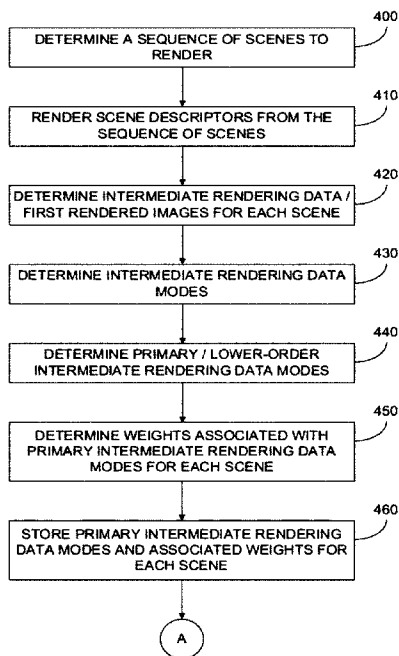 400
DETERMINE A SEQUENCE OF SCENES TO
RENDER
410
RENDER SCENE DESCRIPTORS FROM THE
SEQUENCE OF SCENES
420
DETERMINE INTERMEDIATE RENDERING DATA /
FIRST RENDERED IMAGES FOR EACH SCENE
430
DETERMINE INTERMEDIATE RENDERING DATA
MODES
440
DETERMINE PRIMARY / LOWER-ORDER
INTERMEDIATE RENDERING DATA MODES
450
DETERMINE WEIGHTS ASSOCIATED WITH
PRIMARY INTERMEDIATE RENDERING DATA
MODES FOR EACH SCENE
460
STORE PRIMARY INTERMEDIATE RENDERING
DATA MODES AND ASSOCIATED WEIGHTS FOR
EACH SCENE
A